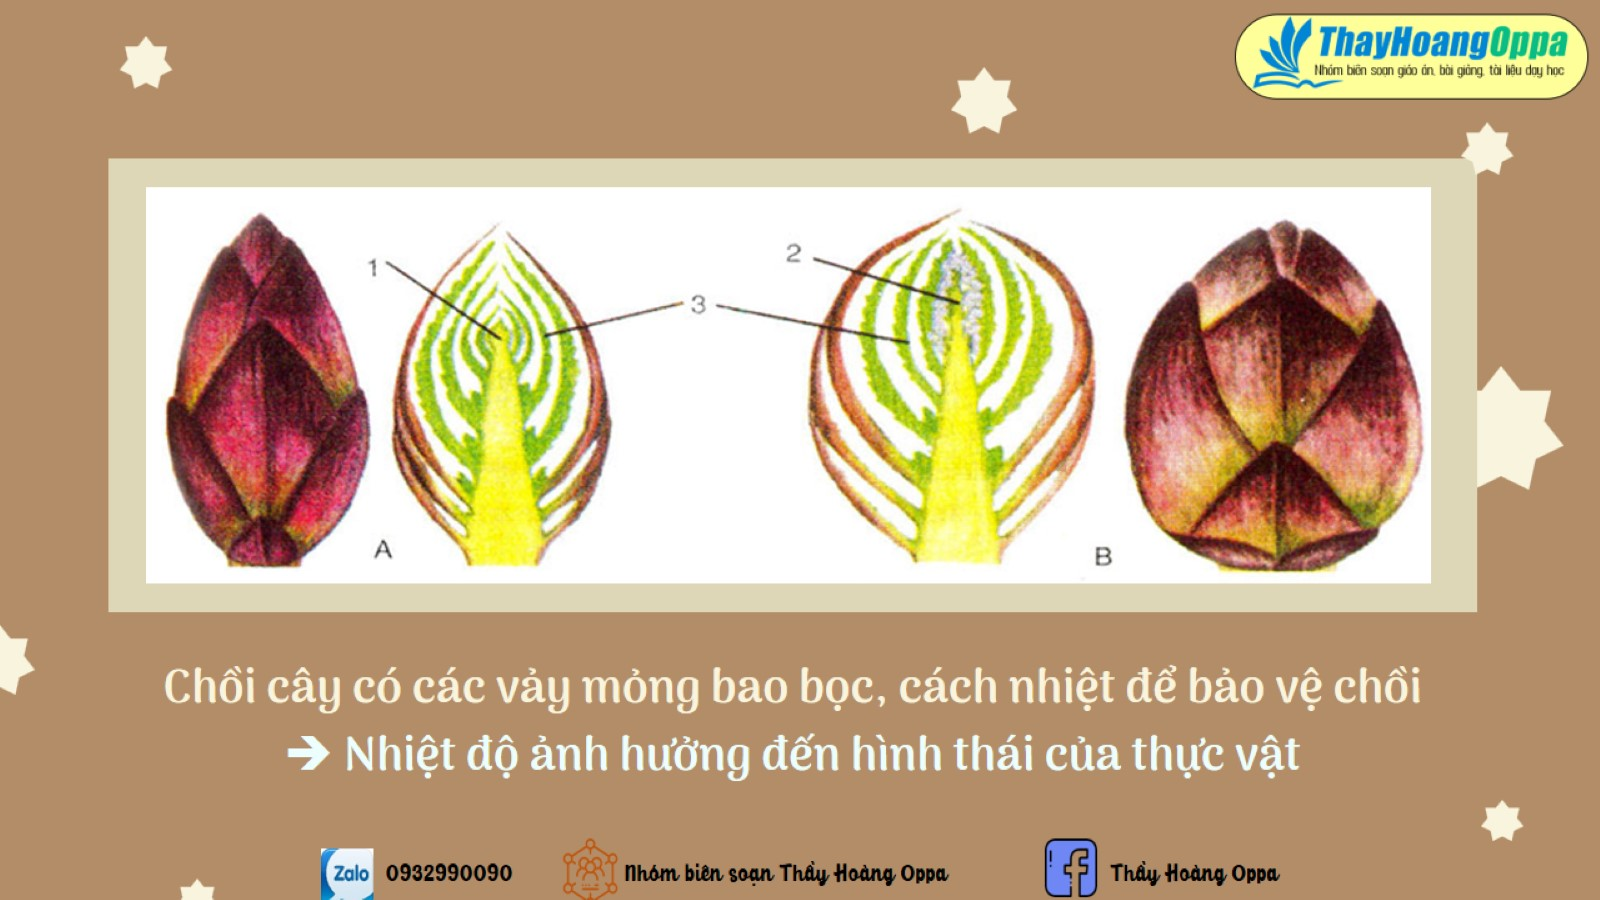 ThayHoangOppa
Nhóm biên soạn giáo án, bài giảng, tài liệu dạy học
1
2
3
A
B
Chồi cây có các vảy mỏng bao bọc, cách nhiệt để bảo vệ chồi
➔ Nhiệt độ ảnh hưởng đến hình thái của thực vật
Zalo 0932990090 Nhóm biên soạn Thầy Hoàng Oppa Thầy Hoàng Oppa